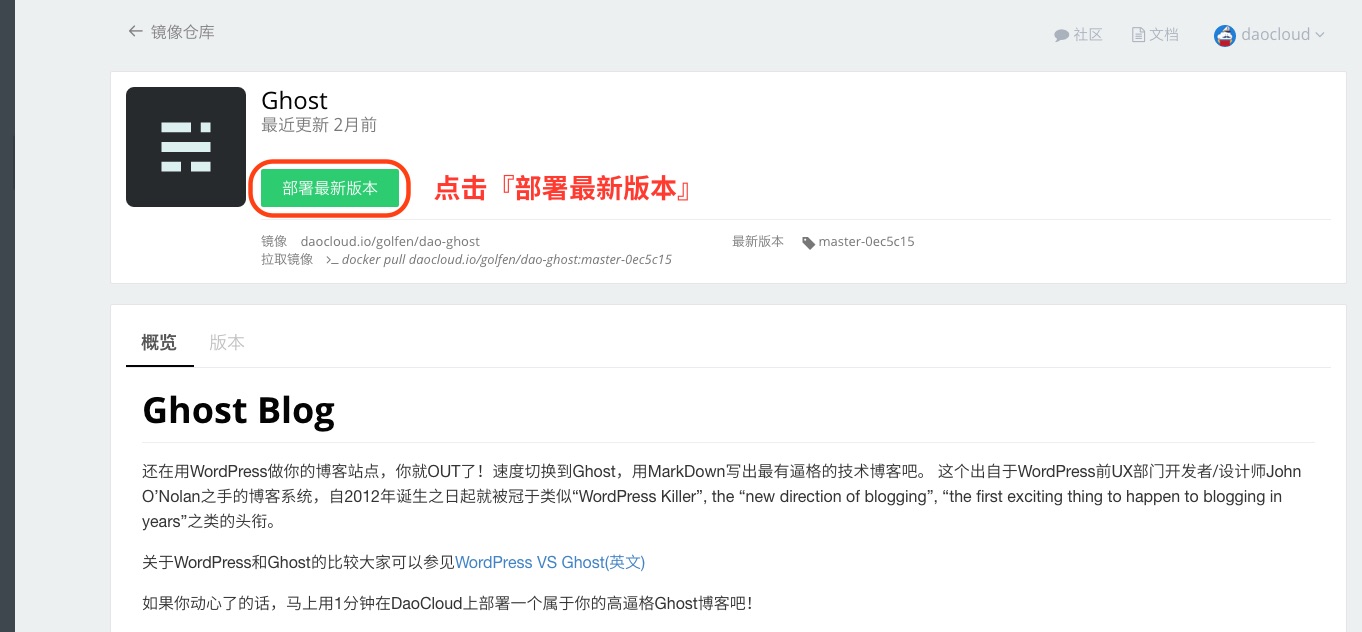 镜像仓库
社区 文档 daocloud
Ghost
最近更新 2月前
部署最新版本 点击『部署最新版本』
镜像 daocloud.io/golfen/dao-ghost 最新版本 master-0ec5c15
拉取镜像 >_ docker pull daocloud.io/golfen/dao-ghost:master-0ec5c15
概览 版本
Ghost Blog
还在用WordPress做你的博客站点，你就OUT了！速度切换到Ghost，用MarkDown写出最有逼格的技术博客吧。 这个出自于WordPress前UX部门开发者/设计师John
O’Nolan之手的博客系统，自2012年诞生之日起就被冠于类似“WordPress Killer”, the “new direction of blogging”, “the first exciting thing to happen to blogging in
years”之类的头衔。
关于WordPress和Ghost的比较大家可以参见WordPress VS Ghost(英文)
如果你动心了的话，马上用1分钟在DaoCloud上部署一个属于你的高逼格Ghost博客吧！